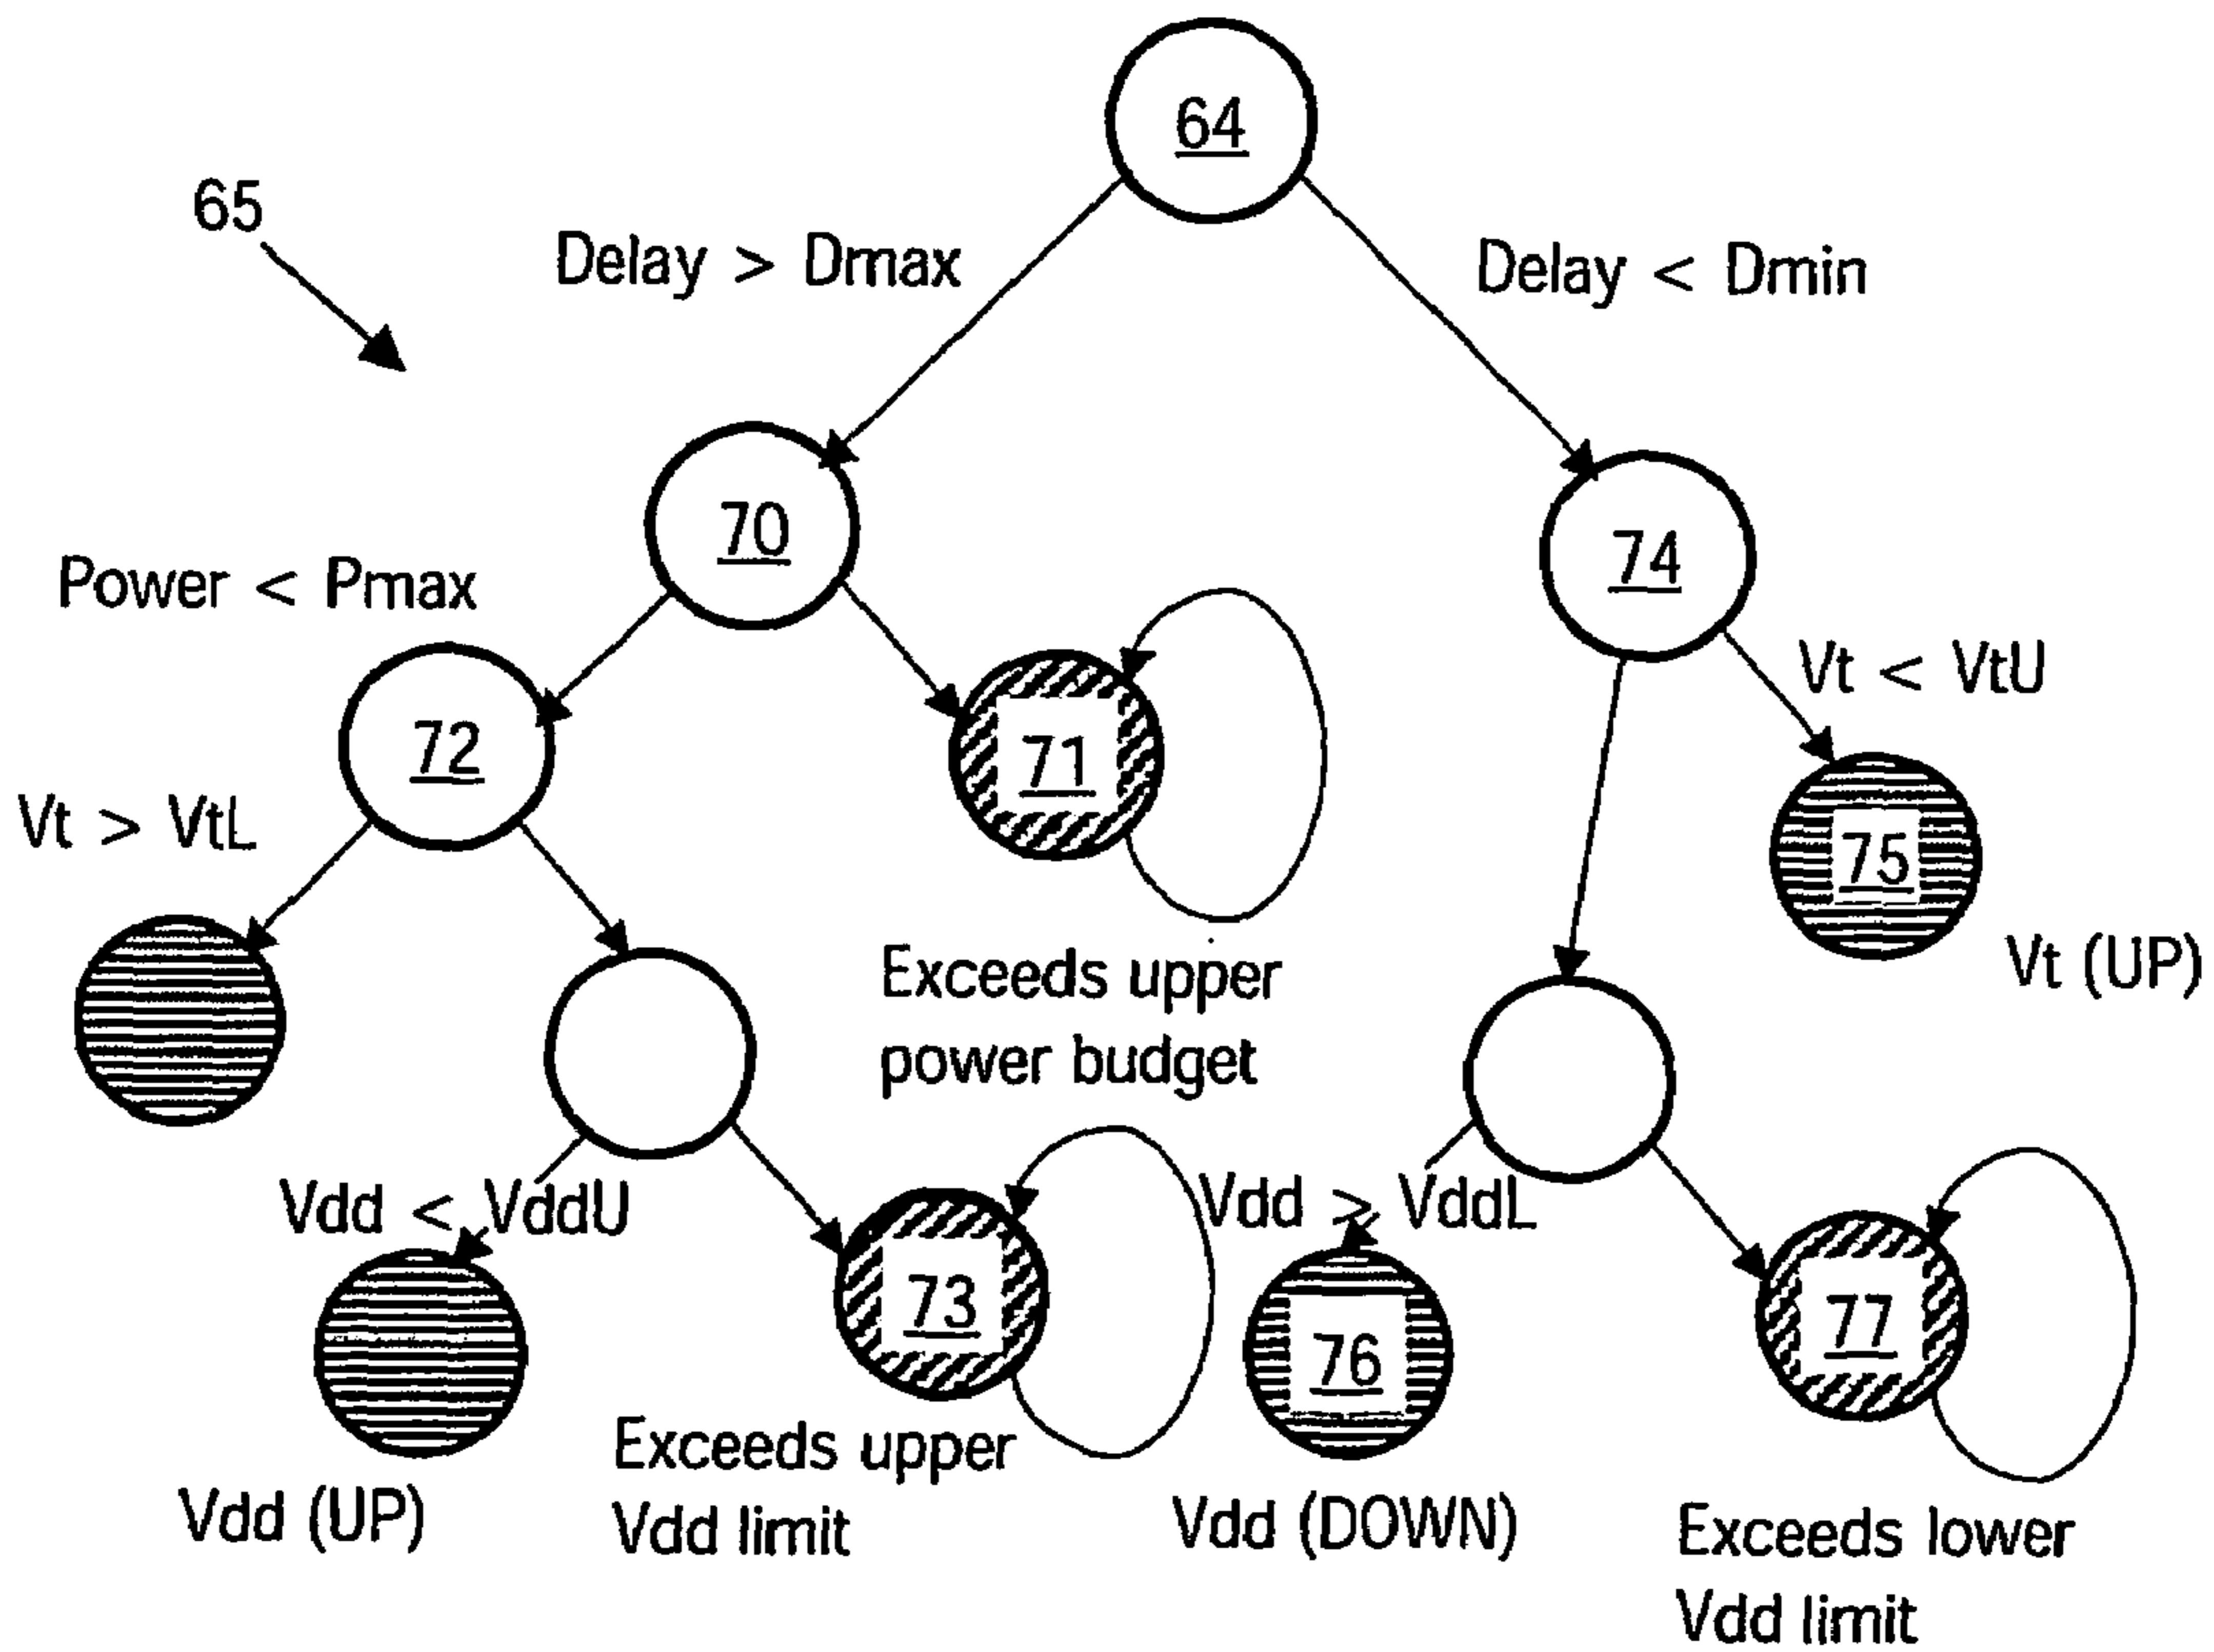 64
65
Delay > Dmax
Delay < Dmin
70
74
Power < Pmax
Vt < VtU
72
71
Vt > VtL
75
Exceeds upper
power budget
Vt (UP)
Vdd < VddU
Vdd > VddL
73
76
77
Exceeds upper
Vdd limit
Vdd (UP)
Vdd (DOWN)
Exceeds lower
Vdd limit